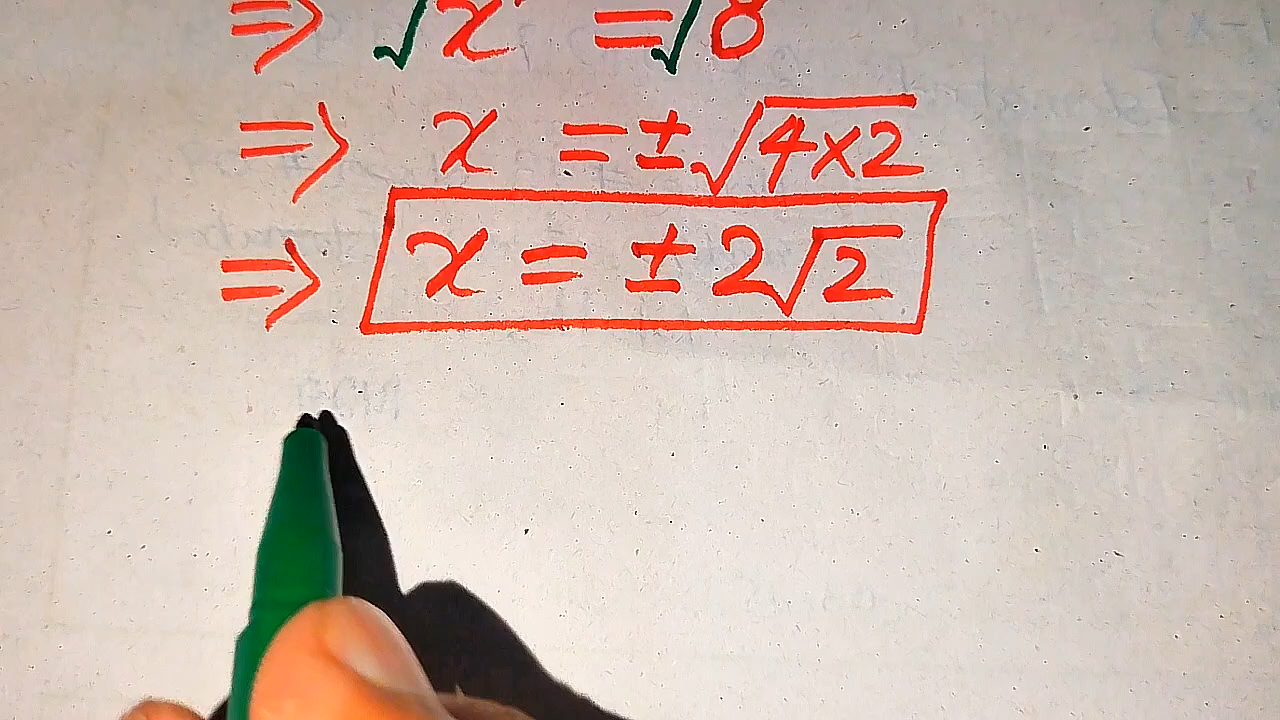 ⇒ √x² = √8
⇒ x = ±√4×2
⇒ x = ±2√2